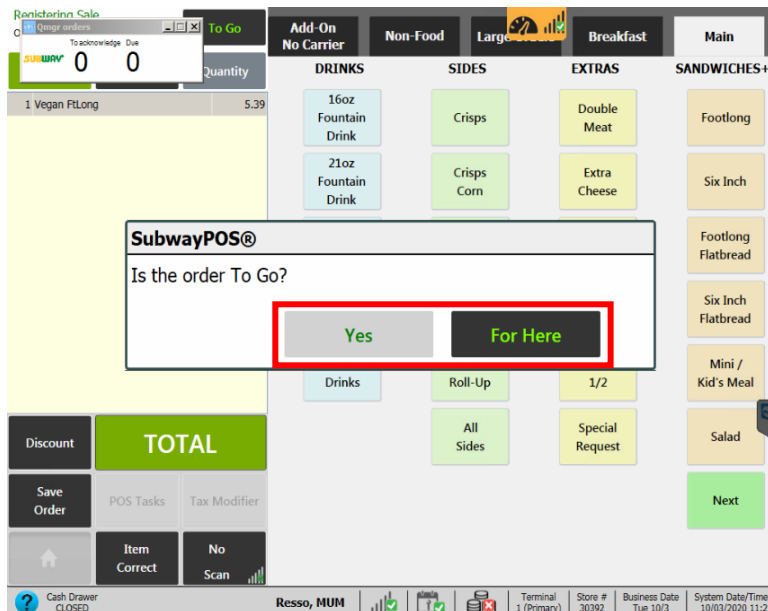 Registering Sale
Qmgr orders
To acknowledge Due
SUBWAY
0 0
To Go
Quantity
1 Vegan FtLong 5.39
Add-On
No Carrier
Non-Food
Breakfast
Main
DRINKS
SIDES
EXTRAS
SANDWICHES+
16oz
Fountain
Drink
Crisps
Double
Meat
Footlong
21oz
Fountain
Drink
Crisps
Corn
Extra
Cheese
Six Inch
Footlong
Flatbread
SubwayPOS®
Is the order To Go?
Yes
For Here
Six Inch
Flatbread
Drinks
Roll-Up
1/2
Mini /
Kid's Meal
Discount
TOTAL
All
Sides
Special
Request
Salad
Save
Order
POS Tasks
Tax Modifier
Next
Item
Correct
No
Scan
Cash Drawer
CLOSED
Resso, MUM
Terminal
1 (Primary)
Store #
30392
Business Date
Tue 10/3
System Date/Time
10/03/2020 11:2